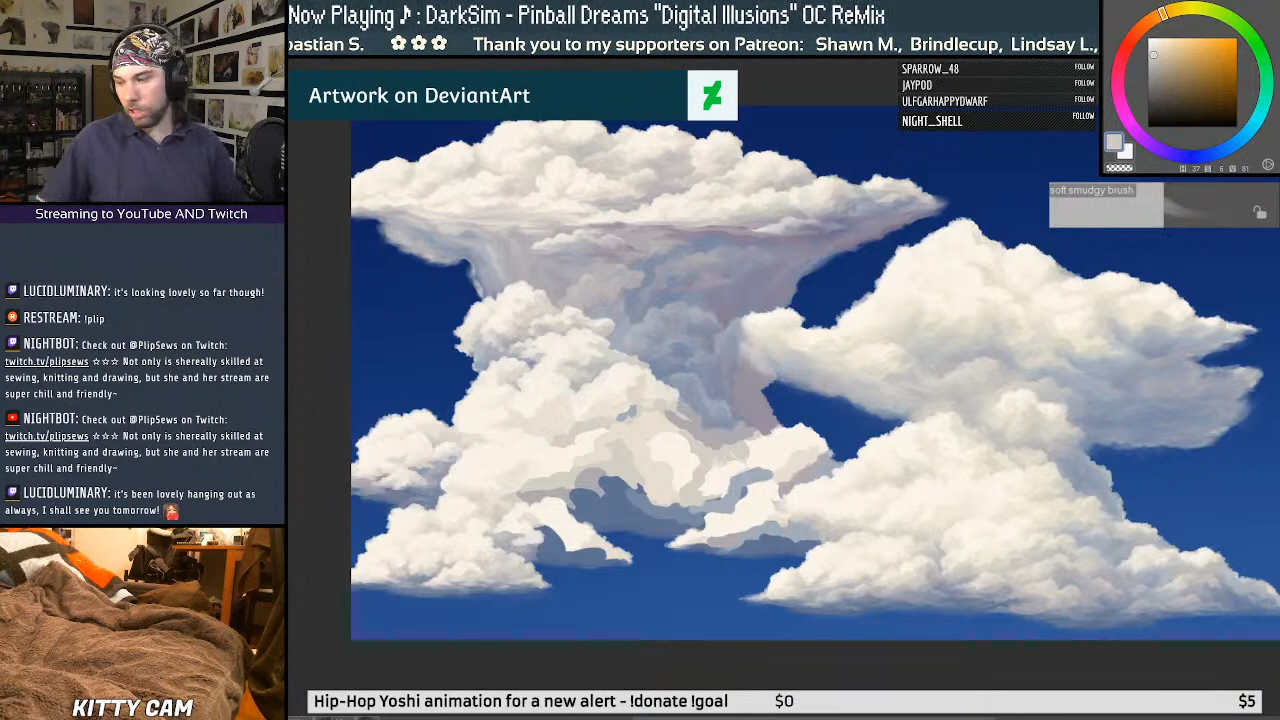 Now Playing ♪ : DarkSim - Pinball Dreams "Digital Illusions" OC ReMix
bastian S. ✿ ✿ ✿ Thank you to my supporters on Patreon: Shawn M., Brindlecup, Lindsay L.,
Artwork on DeviantArt
SPARROW_48 FOLLOW
JAYPOD FOLLOW
ULFGARHAPPYDWARF FOLLOW
NIGHT_SHELL FOLLOW
H 37 S 6 V 81
soft smudgy brush
Streaming to YouTube AND Twitch
LUCIDLUMINARY: it's looking lovely so far though!
RESTREAM: !plip
NIGHTBOT: Check out @PlipSews on Twitch:
twitch.tv/plipsews ☆☆☆ Not only is shereally skilled at
sewing, knitting and drawing, but she and her stream are
super chill and friendly~
NIGHTBOT: Check out @PlipSews on Twitch:
twitch.tv/plipsews ☆☆☆ Not only is shereally skilled at
sewing, knitting and drawing, but she and her stream are
super chill and friendly~
LUCIDLUMINARY: it's been lovely hanging out as
always, I shall see you tomorrow!
KITTY CAM
Hip-Hop Yoshi animation for a new alert - !donate !goal $0 $5